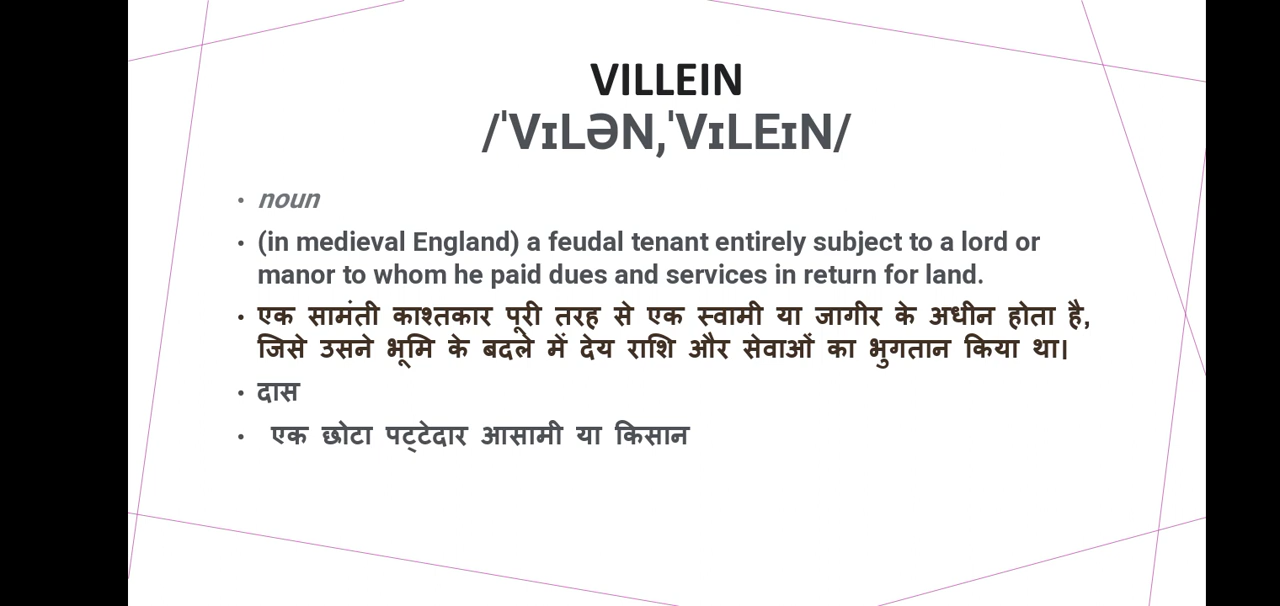 VILLEIN
/ˈVɪLƏN,ˈVɪLEɪN/
• noun
• (in medieval England) a feudal tenant entirely subject to a lord or
manor to whom he paid dues and services in return for land.
• एक सामंती काश्तकार पूरी तरह से एक स्वामी या जागीर के अधीन होता है,
जिसे उसने भूमि के बदले में देय राशि और सेवाओं का भुगतान किया था।
• दास
• एक छोटा पट्टेदार आसामी या किसान